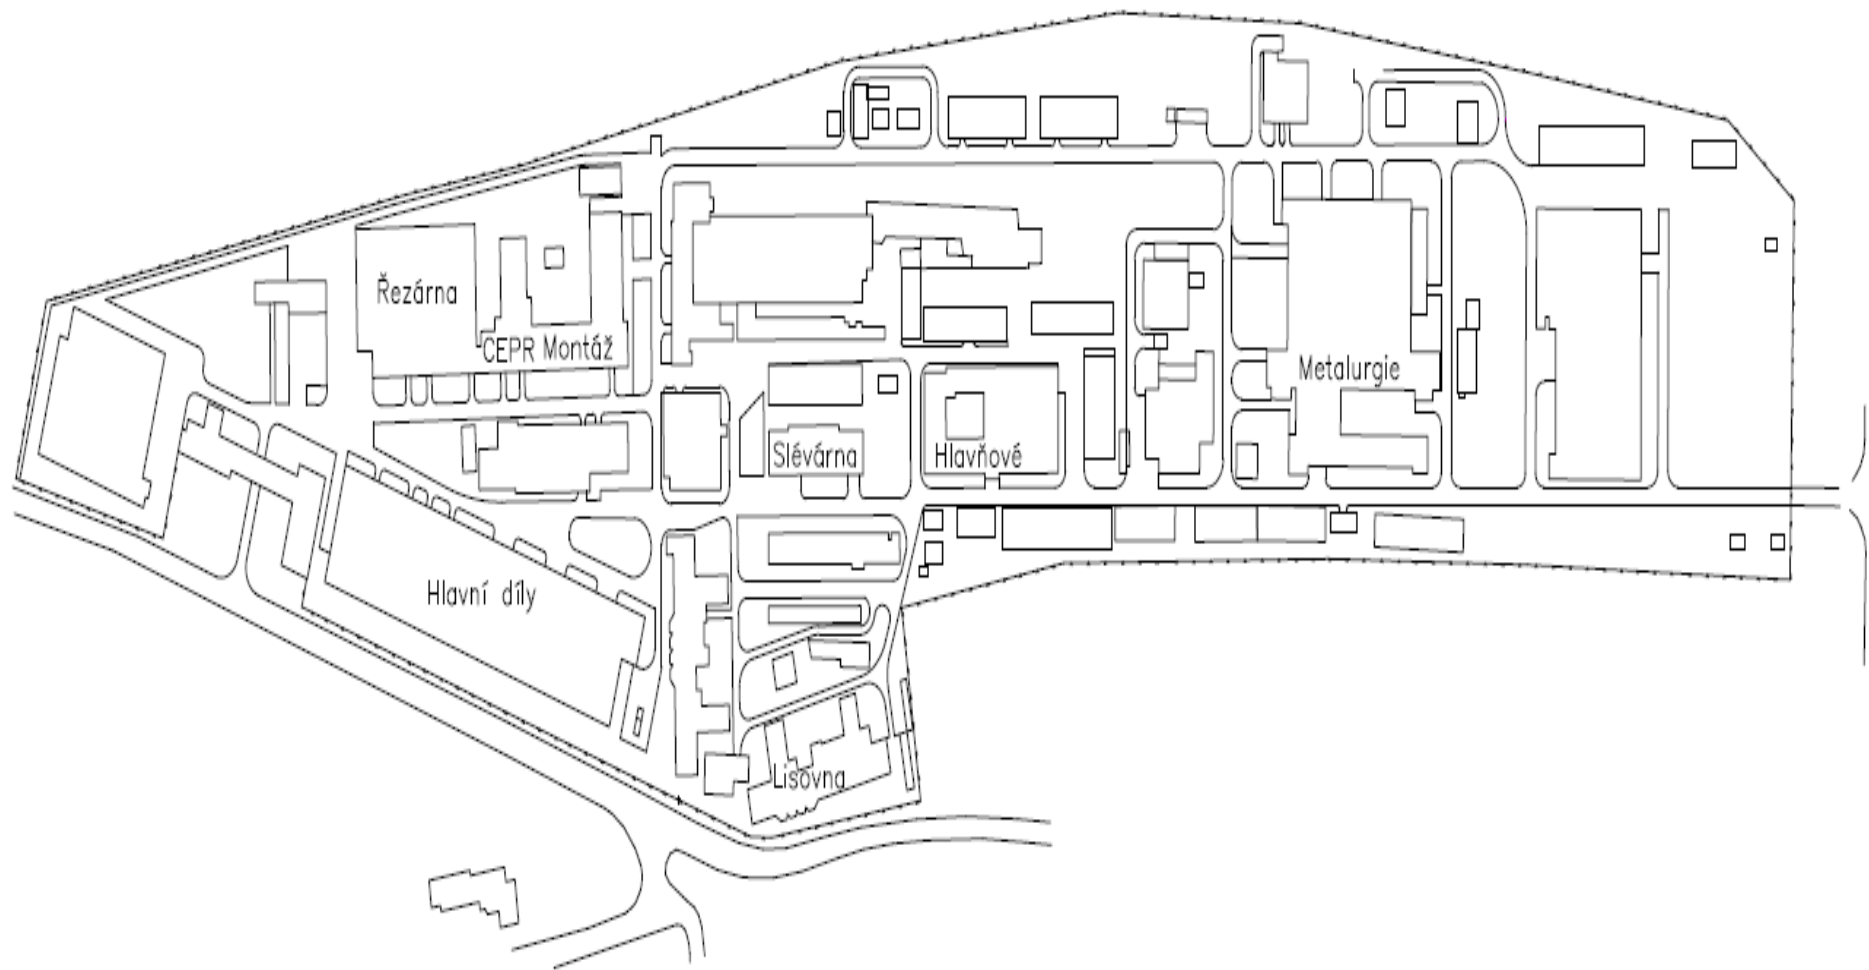 Řezárna
CEPR Montáž
Metalurgie
Slévárna
Hlavňové
Hlavní díly
Lisovna